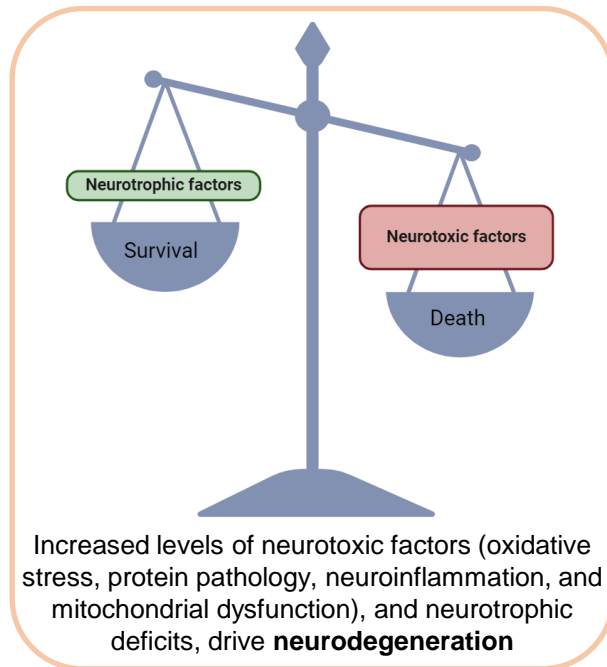 Neurotrophic factors
Survival
Neurotoxic factors
Death
Increased levels of neurotoxic factors (oxidative
stress, protein pathology, neuroinflammation, and
mitochondrial dysfunction), and neurotrophic
deficits, drive neurodegeneration